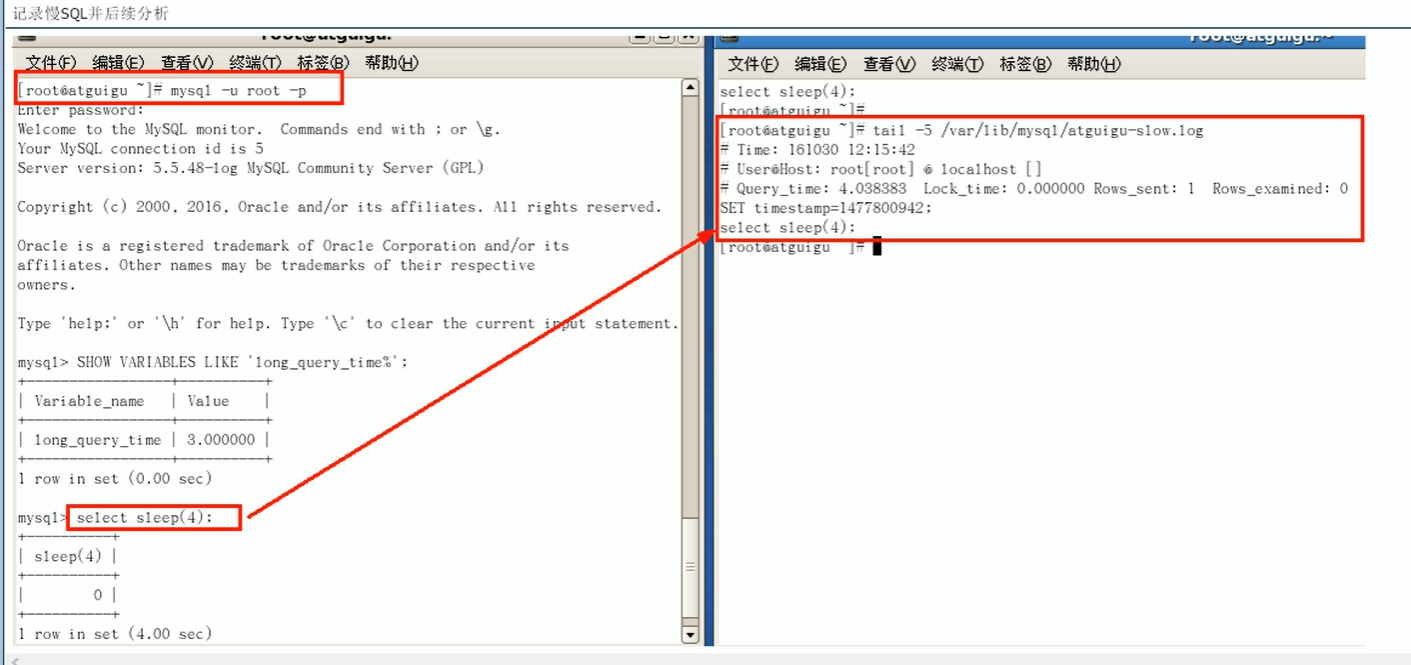 记录慢SQL并后续分析
root@atguigu:
文件(F) 编辑(E) 查看(V) 终端(T) 标签(B) 帮助(H)
[root@atguigu ~]# mysql -u root -p
Enter password:
Welcome to the MySQL monitor.  Commands end with ; or \g.
Your MySQL connection id is 5
Server version: 5.5.48-log MySQL Community Server (GPL)
Copyright (c) 2000, 2016, Oracle and/or its affiliates. All rights reserved.
Oracle is a registered trademark of Oracle Corporation and/or its
affiliates. Other names may be trademarks of their respective
owners.
Type 'help;' or '\h' for help. Type '\c' to clear the current input statement.
mysql> SHOW VARIABLES LIKE 'long_query_time%';
+-----------------+----------+
| Variable_name   | Value    |
+-----------------+----------+
| long_query_time | 3.000000 |
+-----------------+----------+
1 row in set (0.00 sec)
mysql> select sleep(4);
+----------+
| sleep(4) |
+----------+
|        0 |
+----------+
1 row in set (4.00 sec)
root@atguigu:~
文件(F) 编辑(E) 查看(V) 终端(T) 标签(B) 帮助(H)
select sleep(4);
[root@atguigu ~]#
[root@atguigu ~]# tail -5 /var/lib/mysql/atguigu-slow.log
# Time: 161030 12:15:42
# User@Host: root[root] @ localhost []
# Query_time: 4.038383  Lock_time: 0.000000 Rows_sent: 1  Rows_examined: 0
SET timestamp=1477800942;
select sleep(4);
[root@atguigu ]#